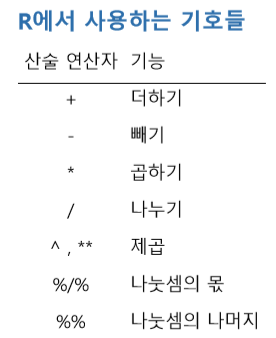 R에서 사용하는 기호들
산술 연산자 기능
+ 더하기
- 빼기
* 곱하기
/ 나누기
^ , ** 제곱
%/% 나눗셈의 몫
%% 나눗셈의 나머지